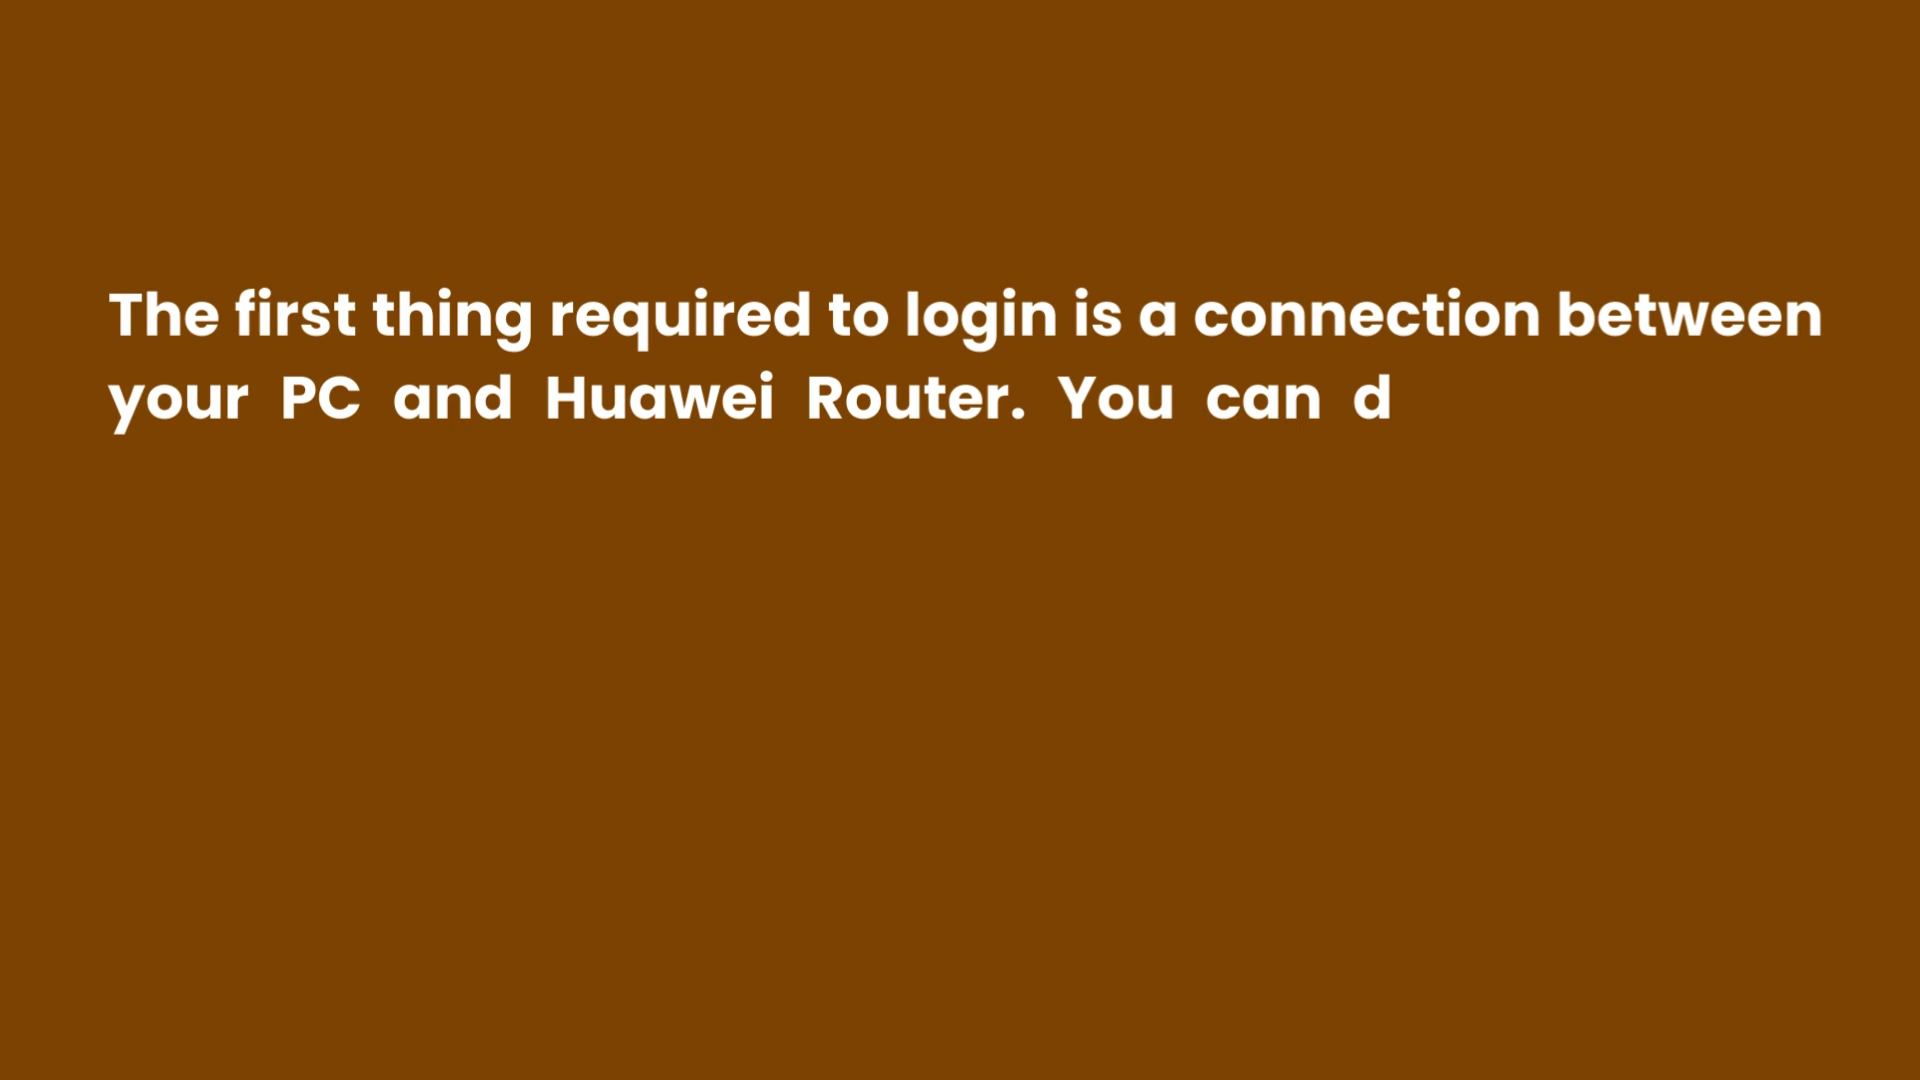 The first thing required to login is a connection between
your PC and Huawei Router. You can d